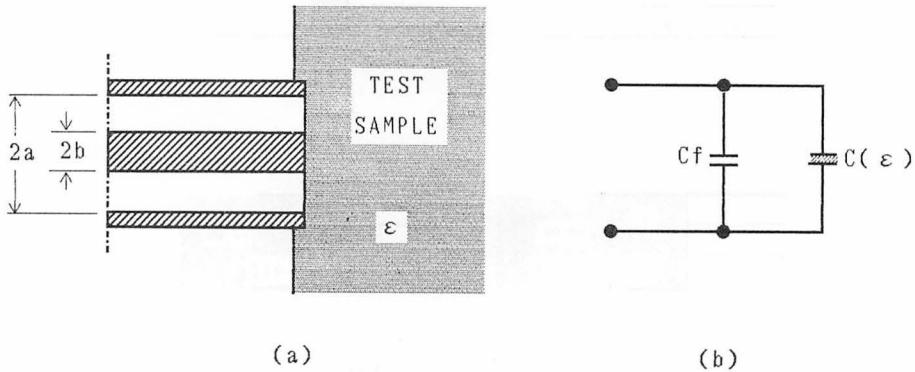 TEST
SAMPLE
2a
2b
ε
Cf
C(ε)
(a)
(b)